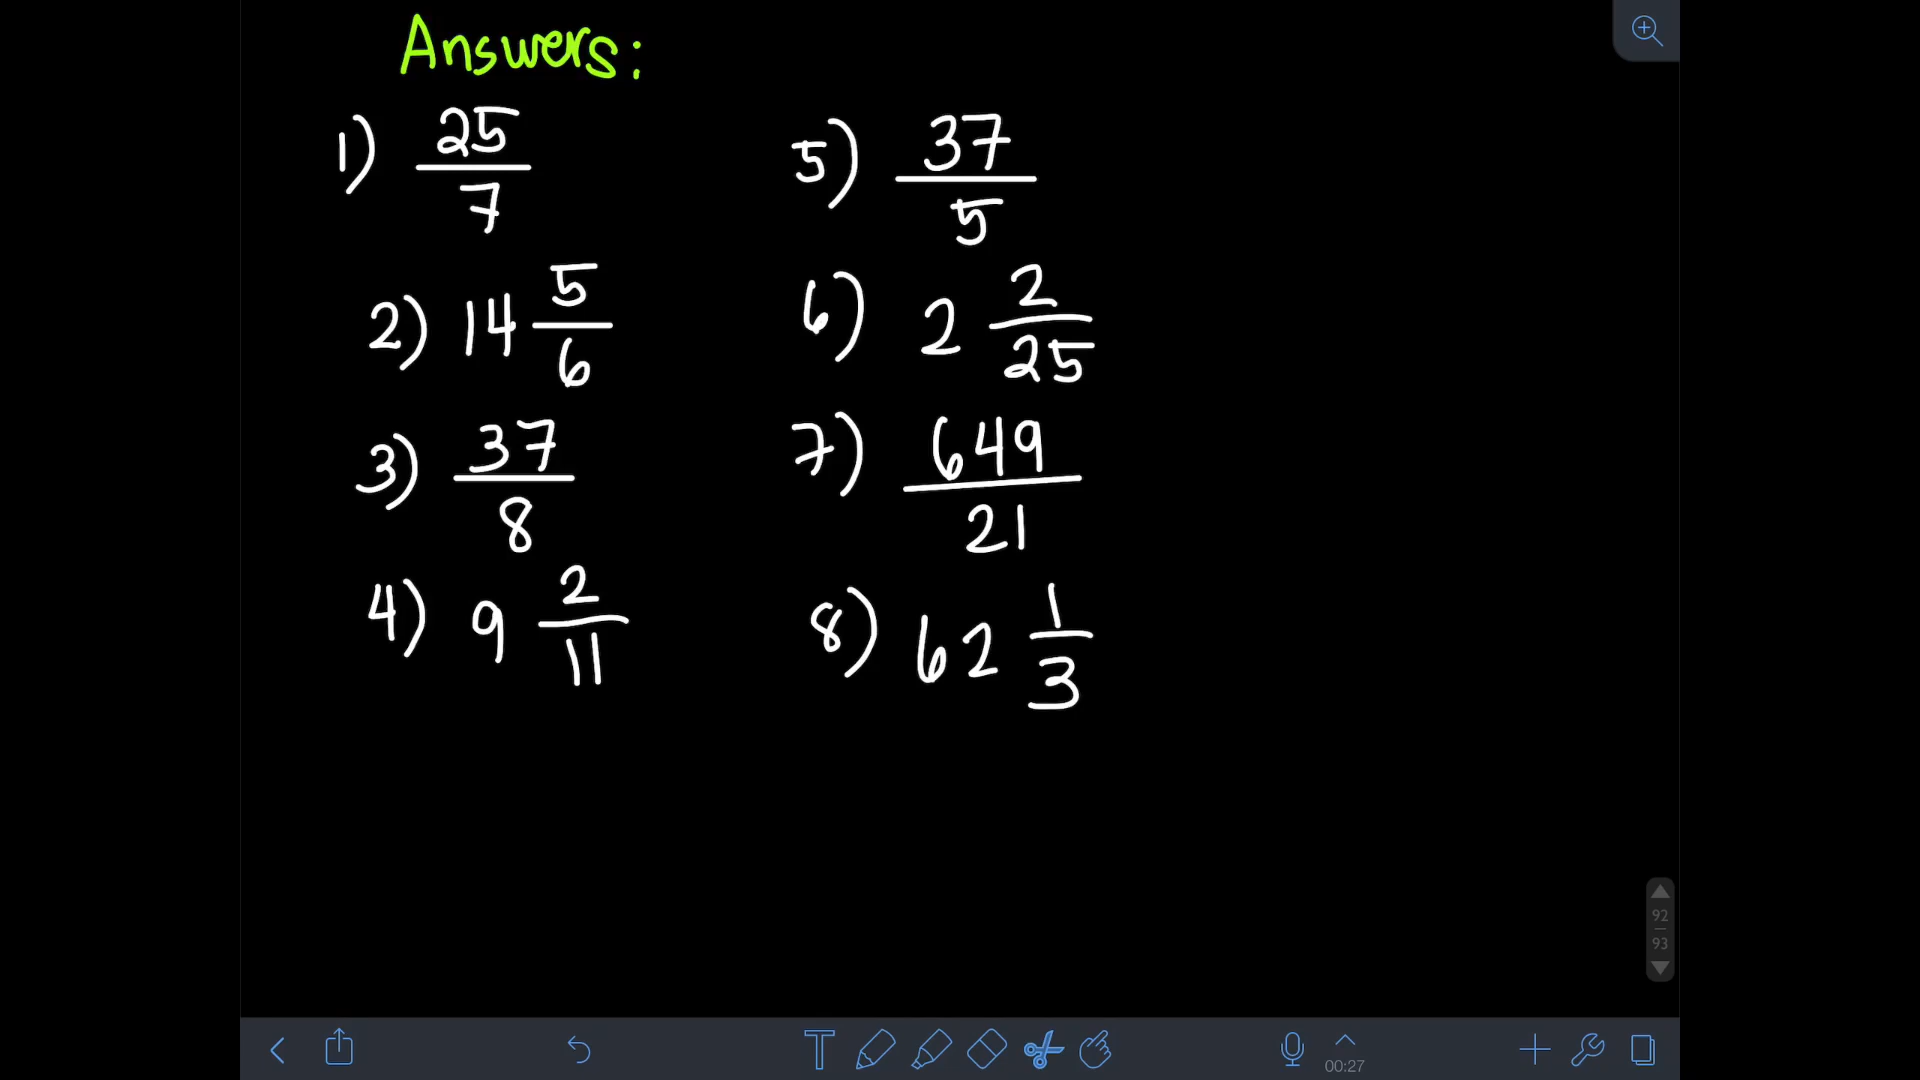 Answers:
1) 25/7
2) 14 5/6
3) 37/8
4) 9 2/11
5) 37/5
6) 2 2/25
7) 649/21
8) 62 1/3
92
93
T
00:27